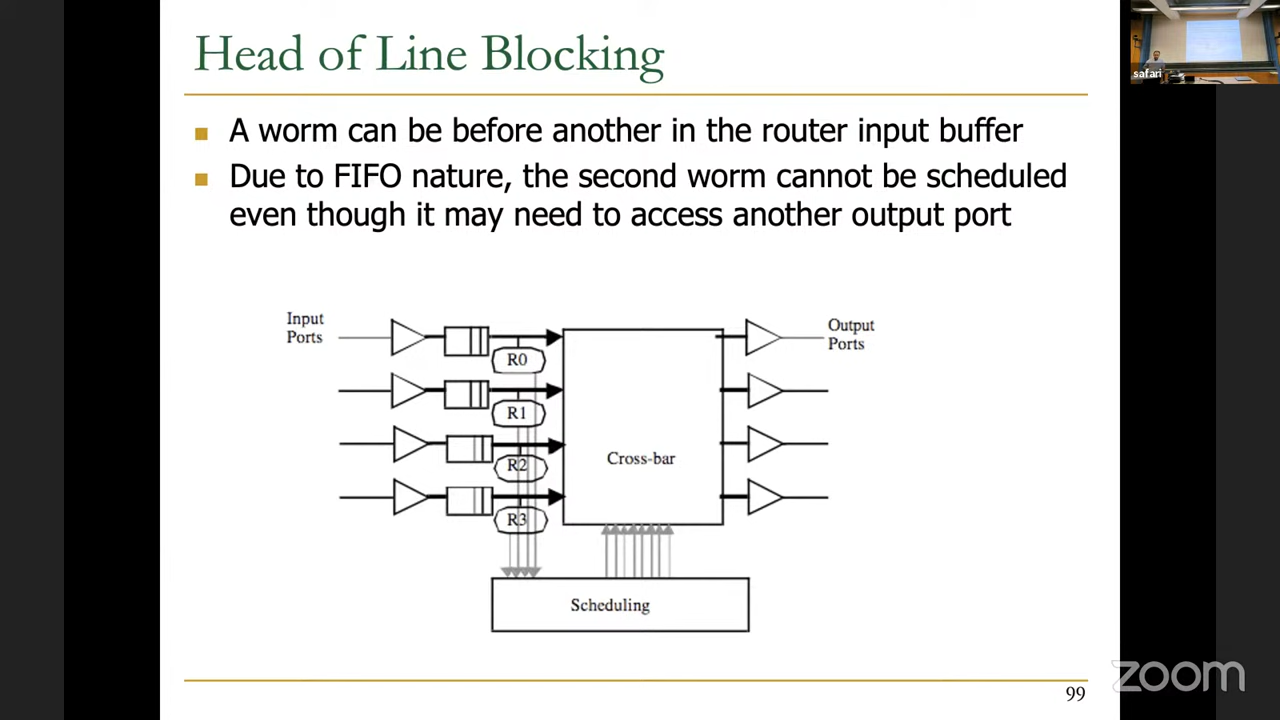 Head of Line Blocking
A worm can be before another in the router input buffer
Due to FIFO nature, the second worm cannot be scheduled
even though it may need to access another output port
Input
Ports
Output
Ports
R0
R1
R2
R3
Cross-bar
Scheduling
99
safari
zoom